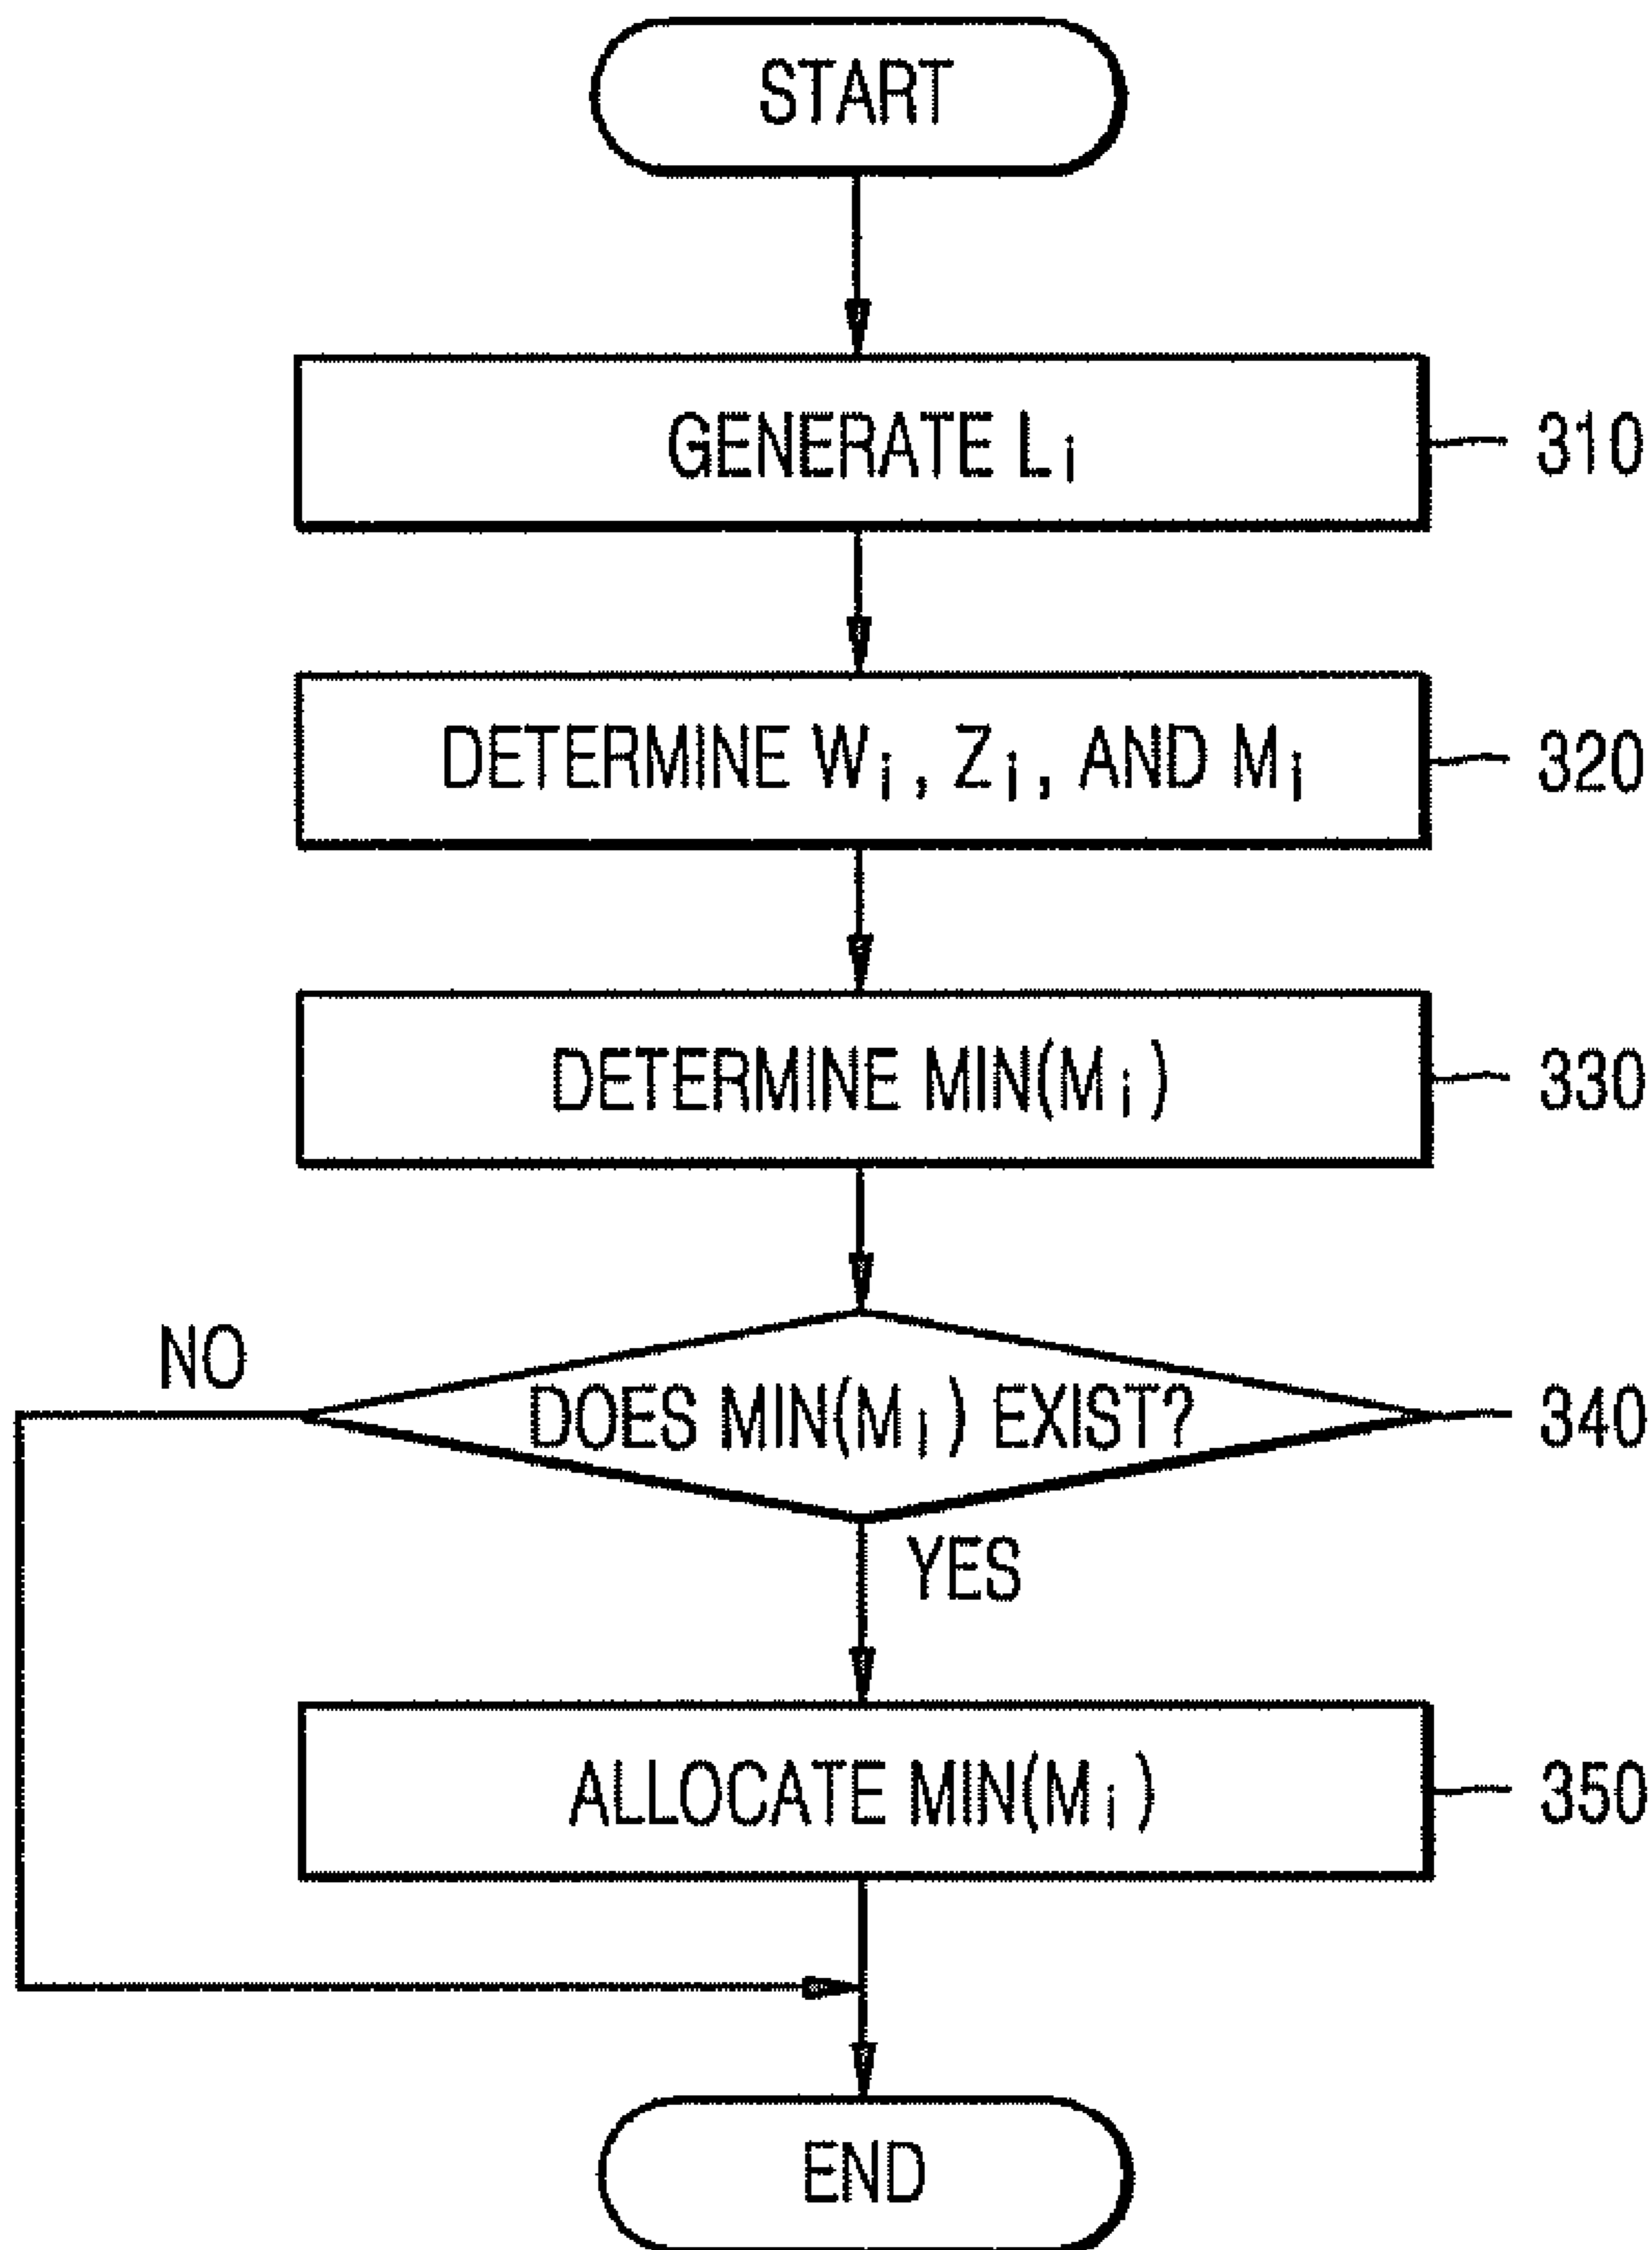 START
GENERATE Li
310
DETERMINE Wi, Zi, AND Mi
320
DETERMINE MIN(Mi)
330
NO
DOES MIN(Mi) EXIST?
340
YES
ALLOCATE MIN(Mi)
350
END